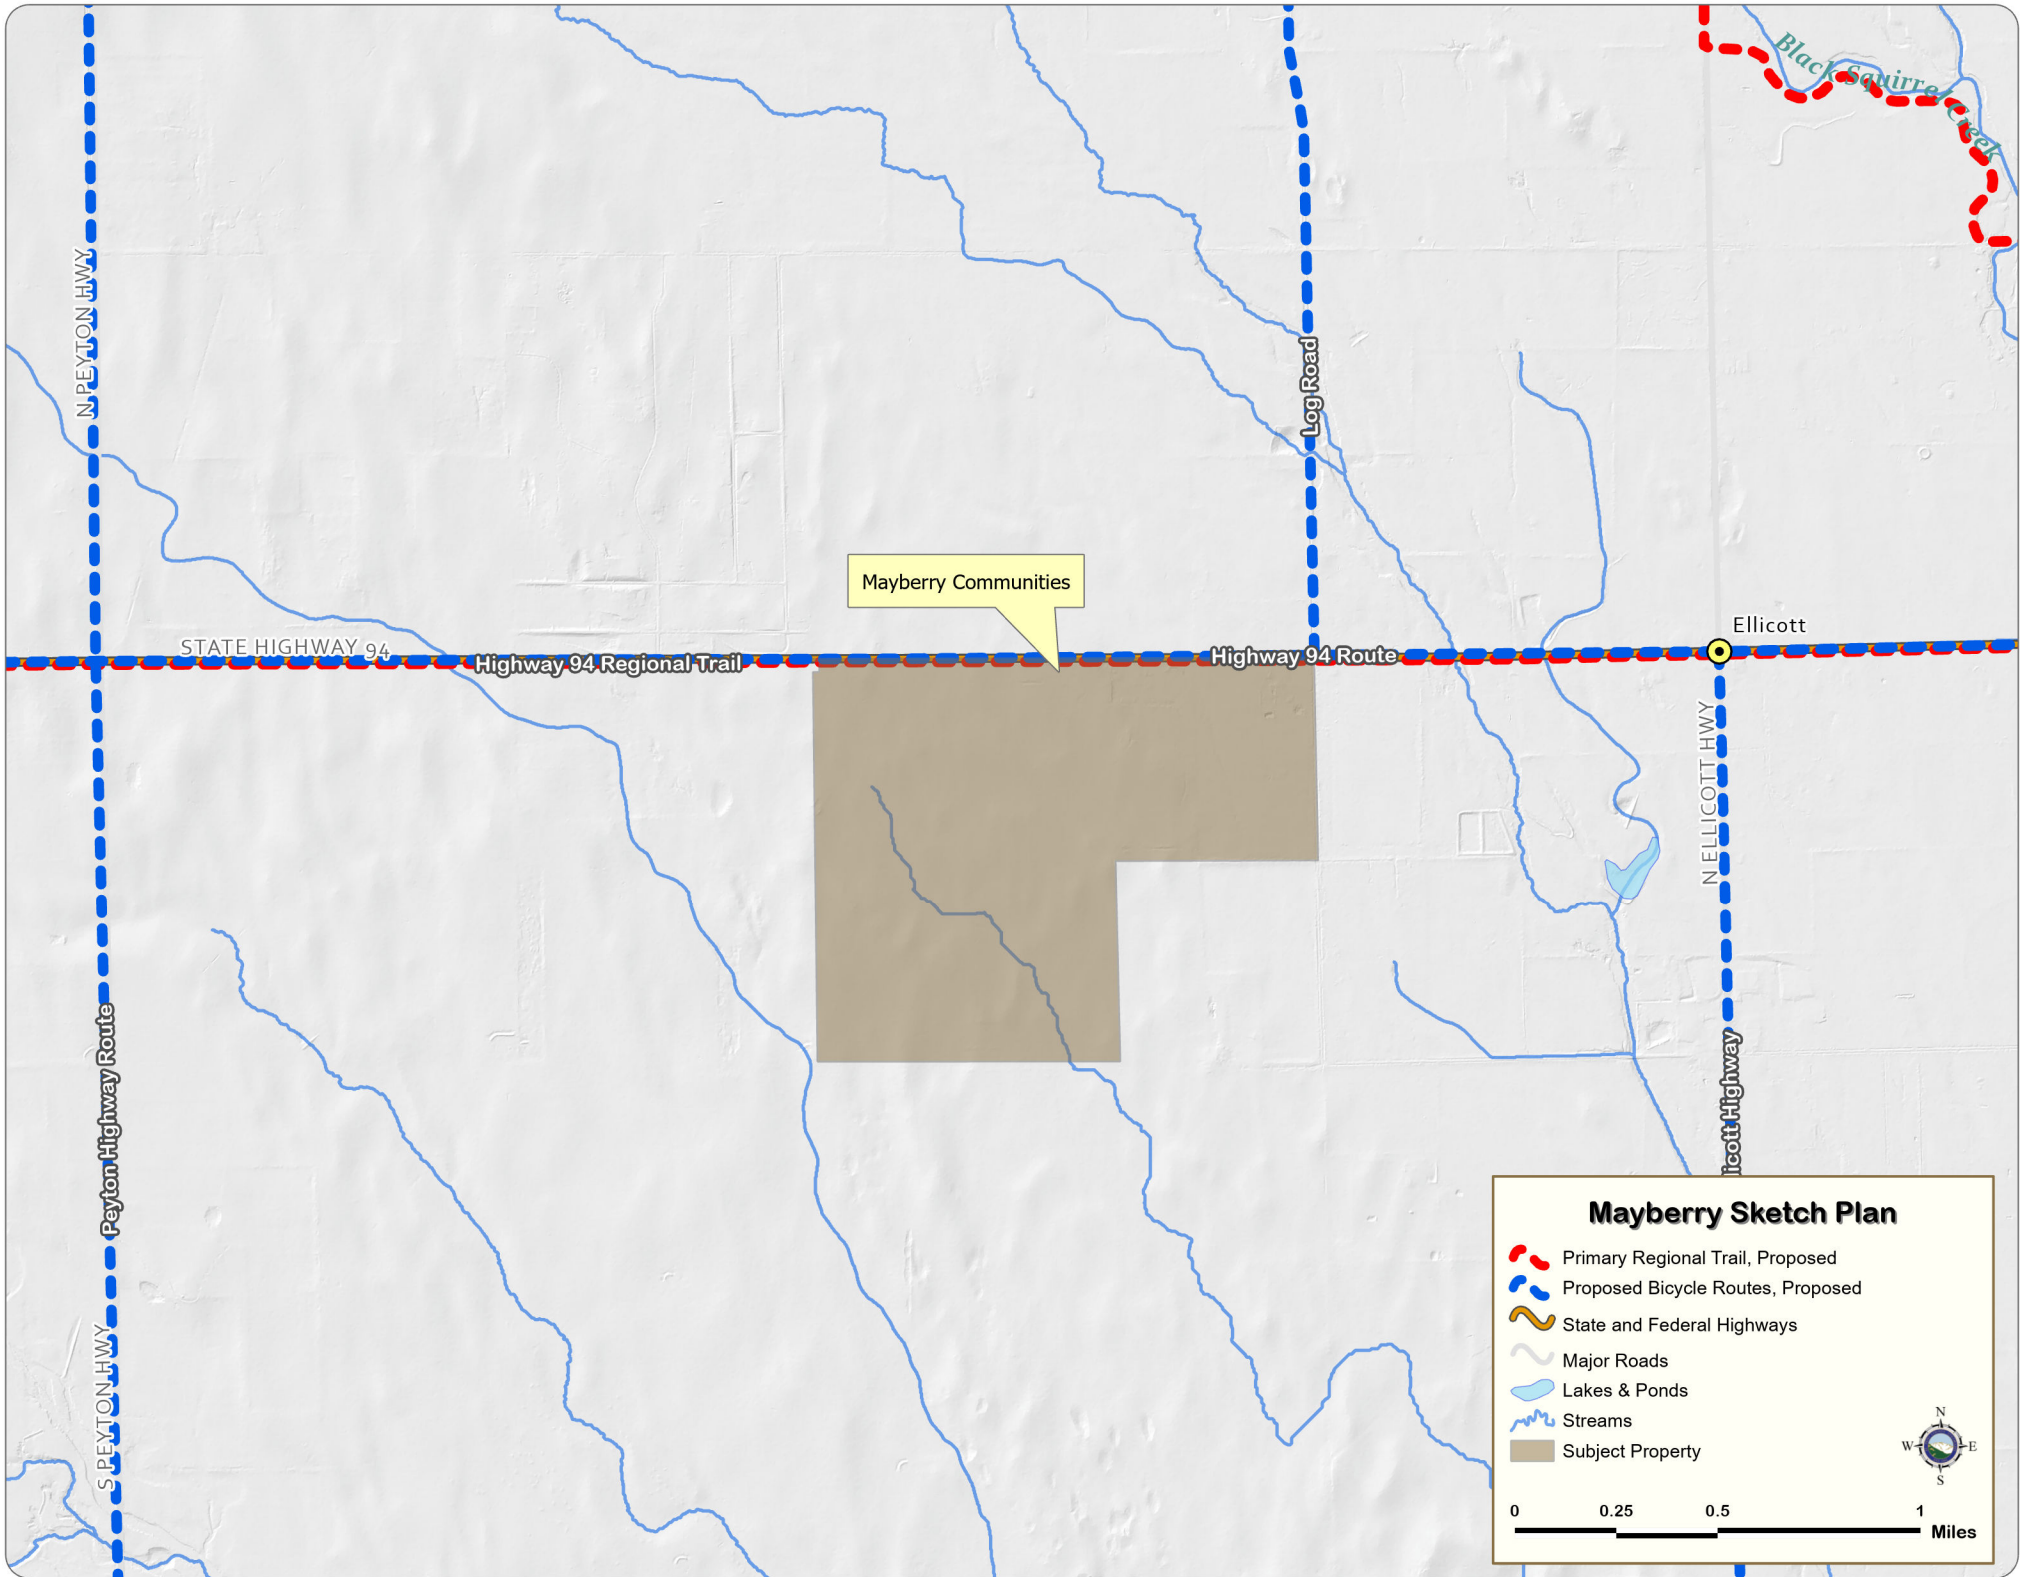 Black Squirrel Creek
N PEYTON HWY
Log Road
Mayberry Communities
Ellicott
STATE HIGHWAY 94
Highway 94 Regional Trail
Highway 94 Route
N ELLICOTT HWY
Peyton Highway Route
icott Highway
S PEYTON HWY
Mayberry Sketch Plan
Primary Regional Trail, Proposed
Proposed Bicycle Routes, Proposed
State and Federal Highways
Major Roads
Lakes & Ponds
Streams
Subject Property
N
W E
S
0 0.25 0.5 1
Miles